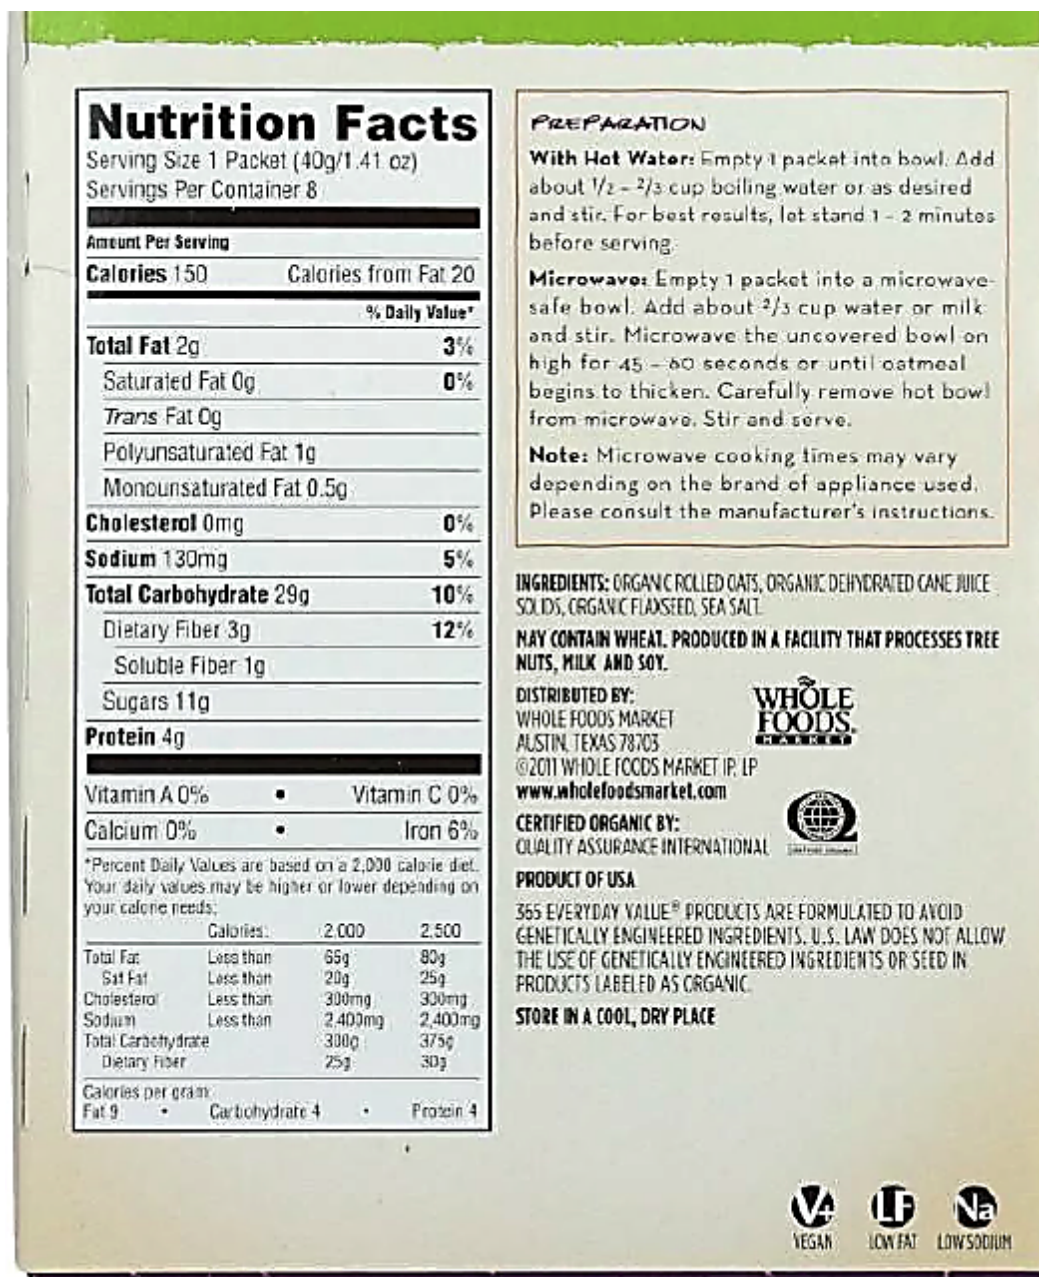 Nutrition Facts
Serving Size 1 Packet (40g/1.41 oz)
Servings Per Container 8
Amount Per Serving
Calories 150 Calories from Fat 20
% Daily Value*
Total Fat 2g 3%
Saturated Fat 0g 0%
Trans Fat 0g
Polyunsaturated Fat 1g
Monounsaturated Fat 0.5g
Cholesterol 0mg 0%
Sodium 130mg 5%
Total Carbohydrate 29g 10%
Dietary Fiber 3g 12%
Soluble Fiber 1g
Sugars 11g
Protein 4g
Vitamin A 0% • Vitamin C 0%
Calcium 0% • Iron 6%
*Percent Daily Values are based on a 2,000 calorie diet.
Your daily values may be higher or lower depending on
your calorie needs:
Calories: 2,000 2,500
Total Fat Less than 65g 80g
Sat Fat Less than 20g 25g
Cholesterol Less than 300mg 300mg
Sodium Less than 2,400mg 2,400mg
Total Carbohydrate 300g 375g
Dietary Fiber 25g 30g
Calories per gram:
Fat 9 • Carbohydrate 4 • Protein 4
PREPARATION
With Hot Water: Empty 1 packet into bowl. Add
about 1/2 – 2/3 cup boiling water or as desired
and stir. For best results, let stand 1 – 2 minutes
before serving.
Microwave: Empty 1 packet into a microwave-
safe bowl. Add about 2/3 cup water or milk
and stir. Microwave the uncovered bowl on
high for 45 – 60 seconds or until oatmeal
begins to thicken. Carefully remove hot bowl
from microwave. Stir and serve.
Note: Microwave cooking times may vary
depending on the brand of appliance used.
Please consult the manufacturer's instructions.
INGREDIENTS: ORGANIC ROLLED OATS, ORGANIC DEHYDRATED CANE JUICE
SOLIDS, ORGANIC FLAXSEED, SEA SALT.
MAY CONTAIN WHEAT. PRODUCED IN A FACILITY THAT PROCESSES TREE
NUTS, MILK AND SOY.
DISTRIBUTED BY:
WHOLE FOODS MARKET
AUSTIN, TEXAS 78703
©2011 WHOLE FOODS MARKET IP, LP
www.wholefoodsmarket.com
WHOLE
FOODS®
MARKET
CERTIFIED ORGANIC BY:
QUALITY ASSURANCE INTERNATIONAL
PRODUCT OF USA
365 EVERYDAY VALUE® PRODUCTS ARE FORMULATED TO AVOID
GENETICALLY ENGINEERED INGREDIENTS. U.S. LAW DOES NOT ALLOW
THE USE OF GENETICALLY ENGINEERED INGREDIENTS OR SEED IN
PRODUCTS LABELED AS ORGANIC.
STORE IN A COOL, DRY PLACE
V+ LF Na
VEGAN LOW FAT LOW SODIUM